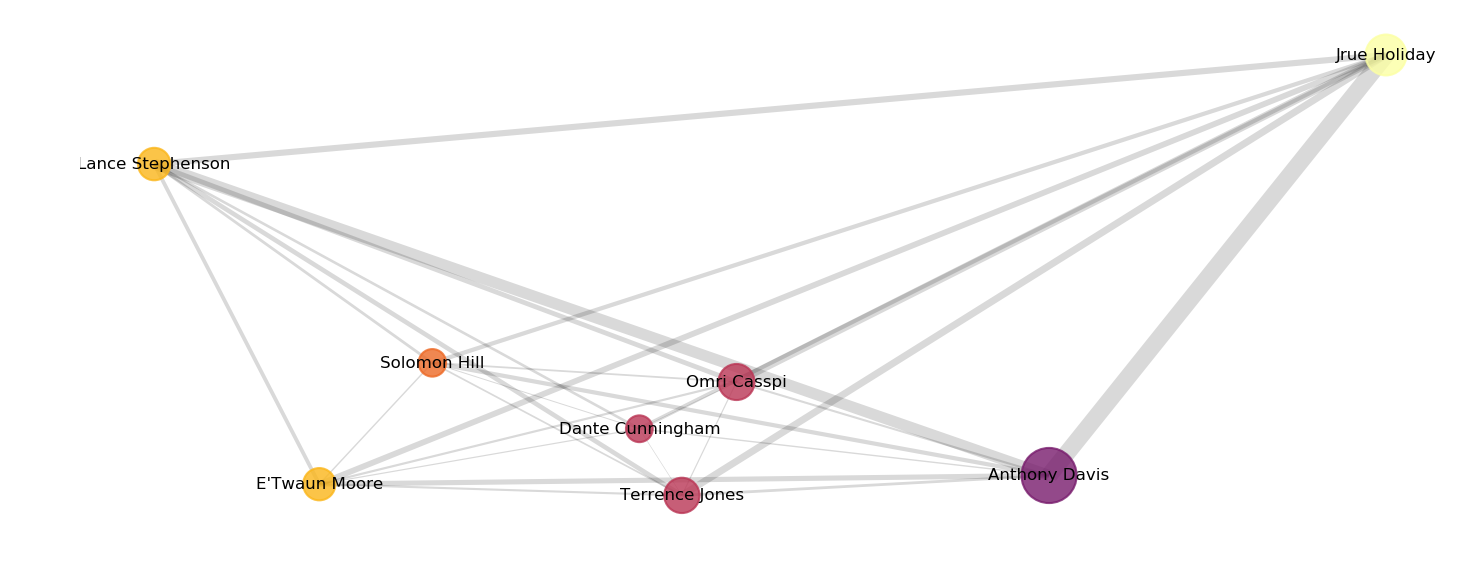 Jrue Holiday
Lance Stephenson
Solomon Hill
Omri Casspi
Dante Cunningham
Anthony Davis
E'Twaun Moore
Terrence Jones